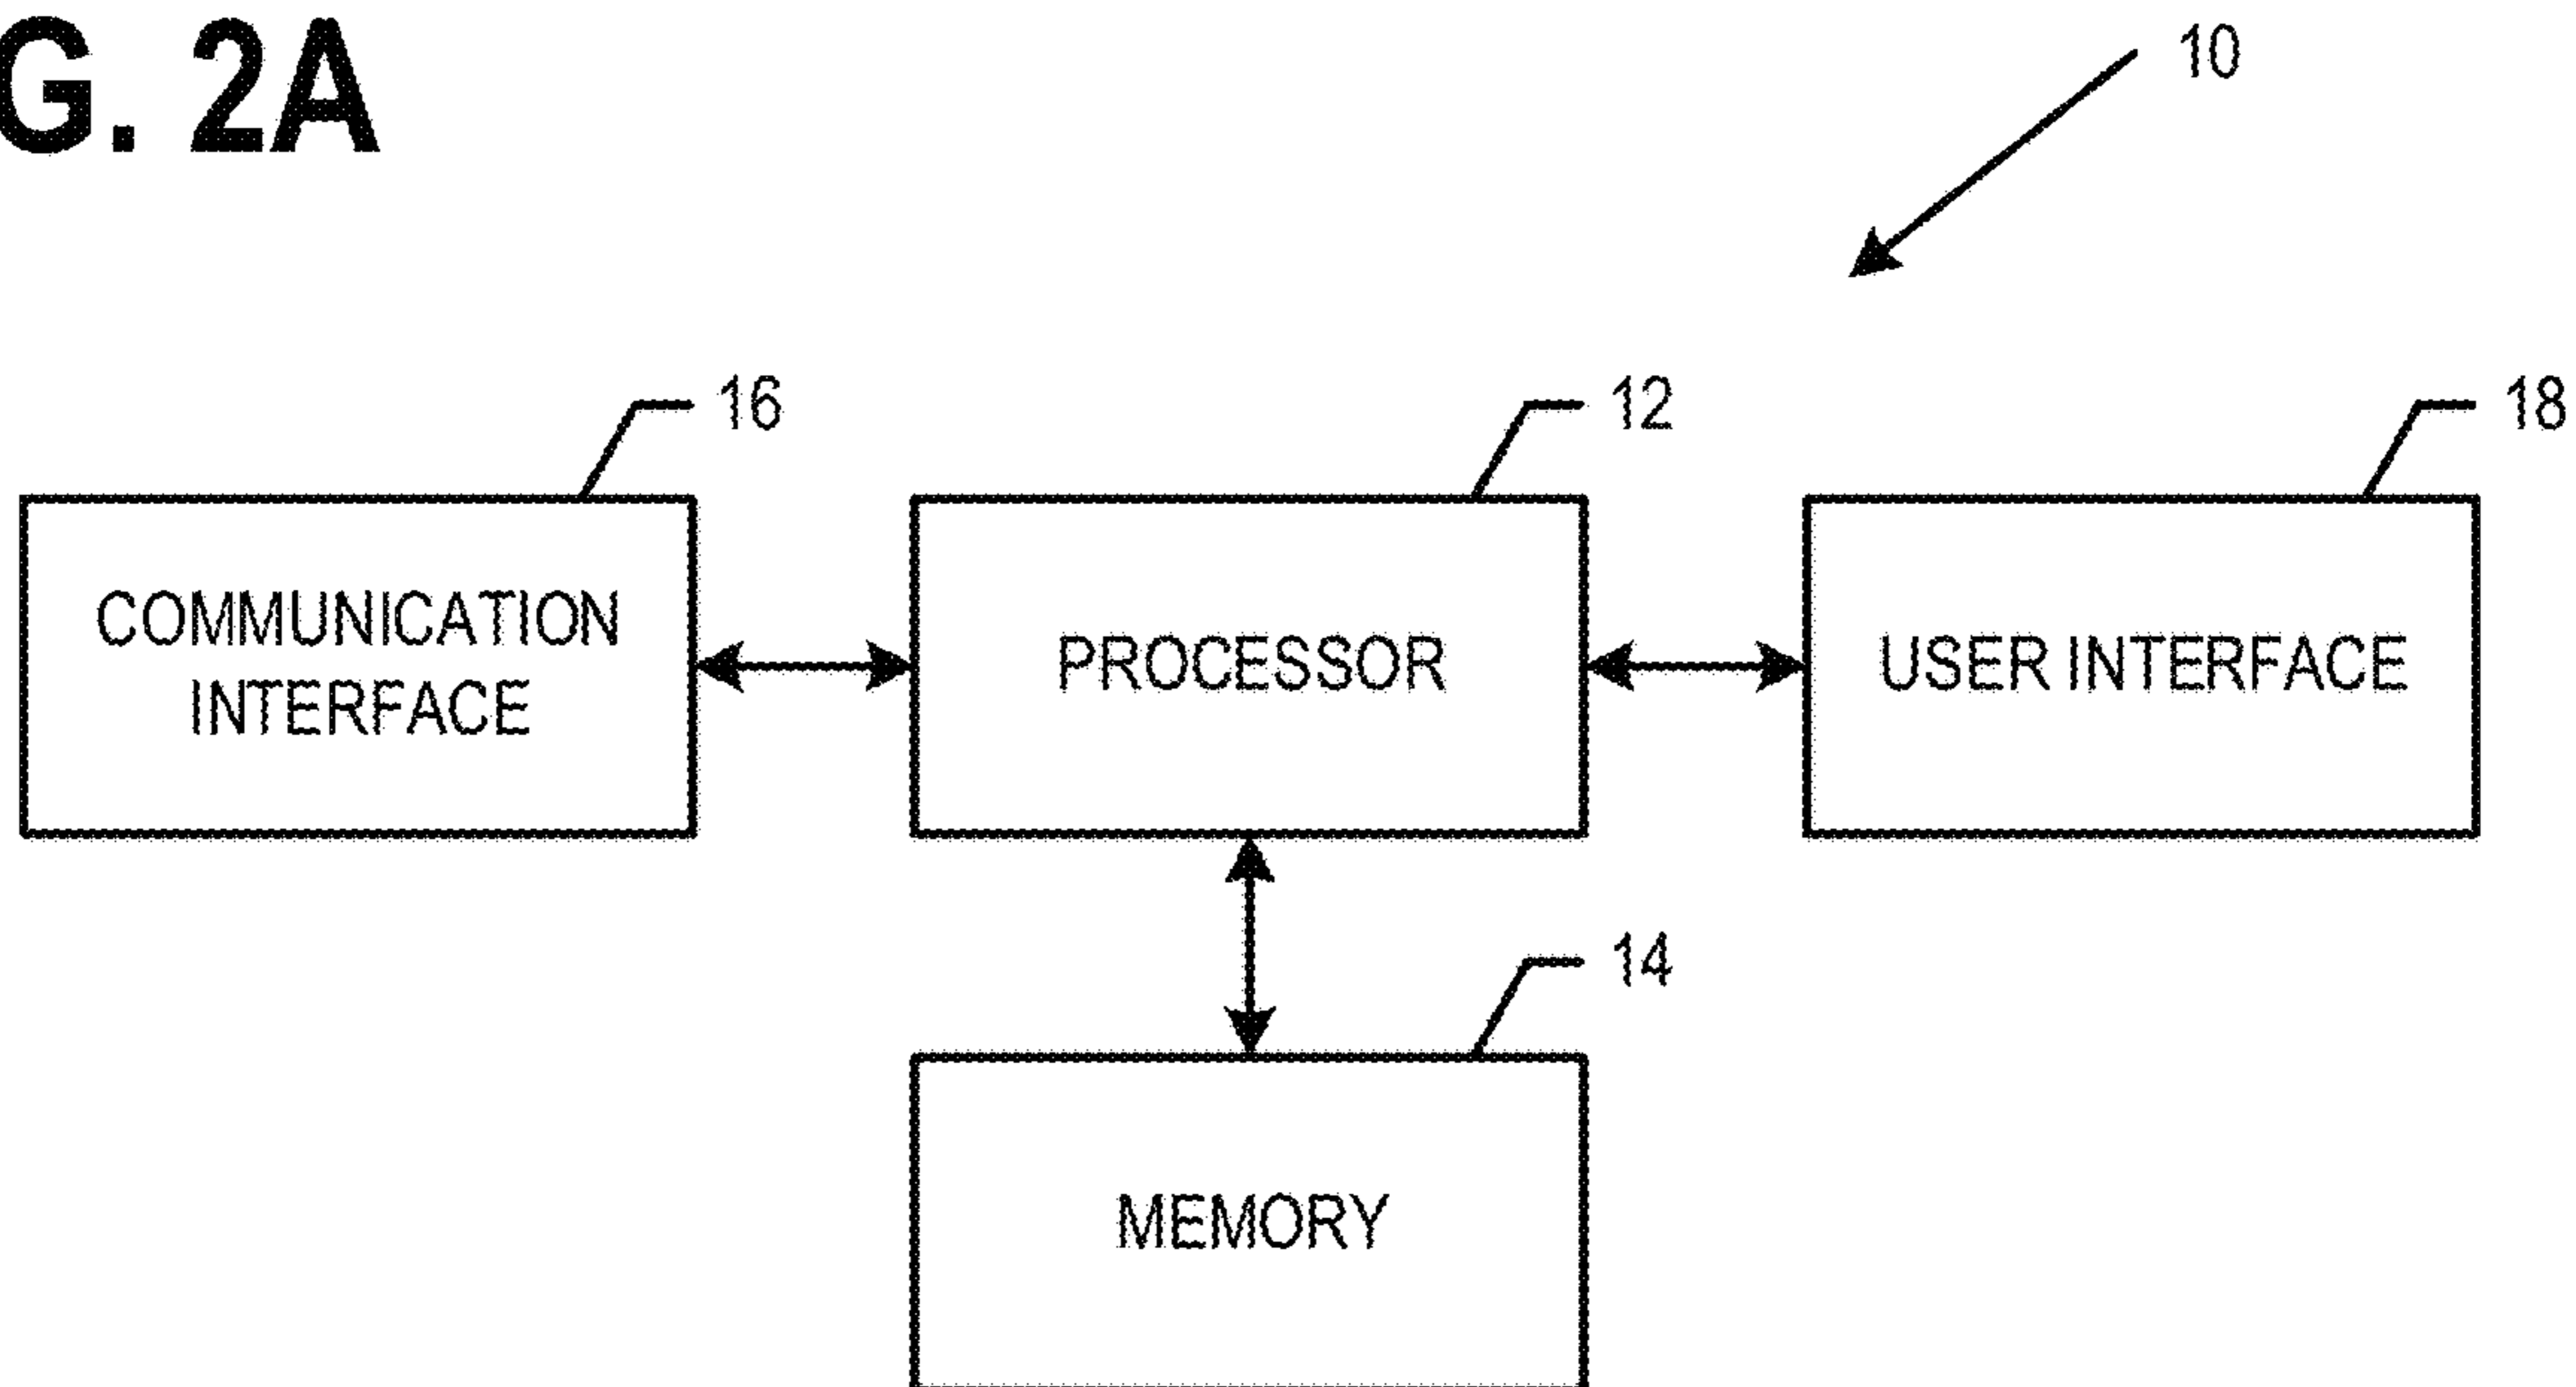 G. 2A
10
16
12
18
COMMUNICATION
INTERFACE
PROCESSOR
USER INTERFACE
14
MEMORY